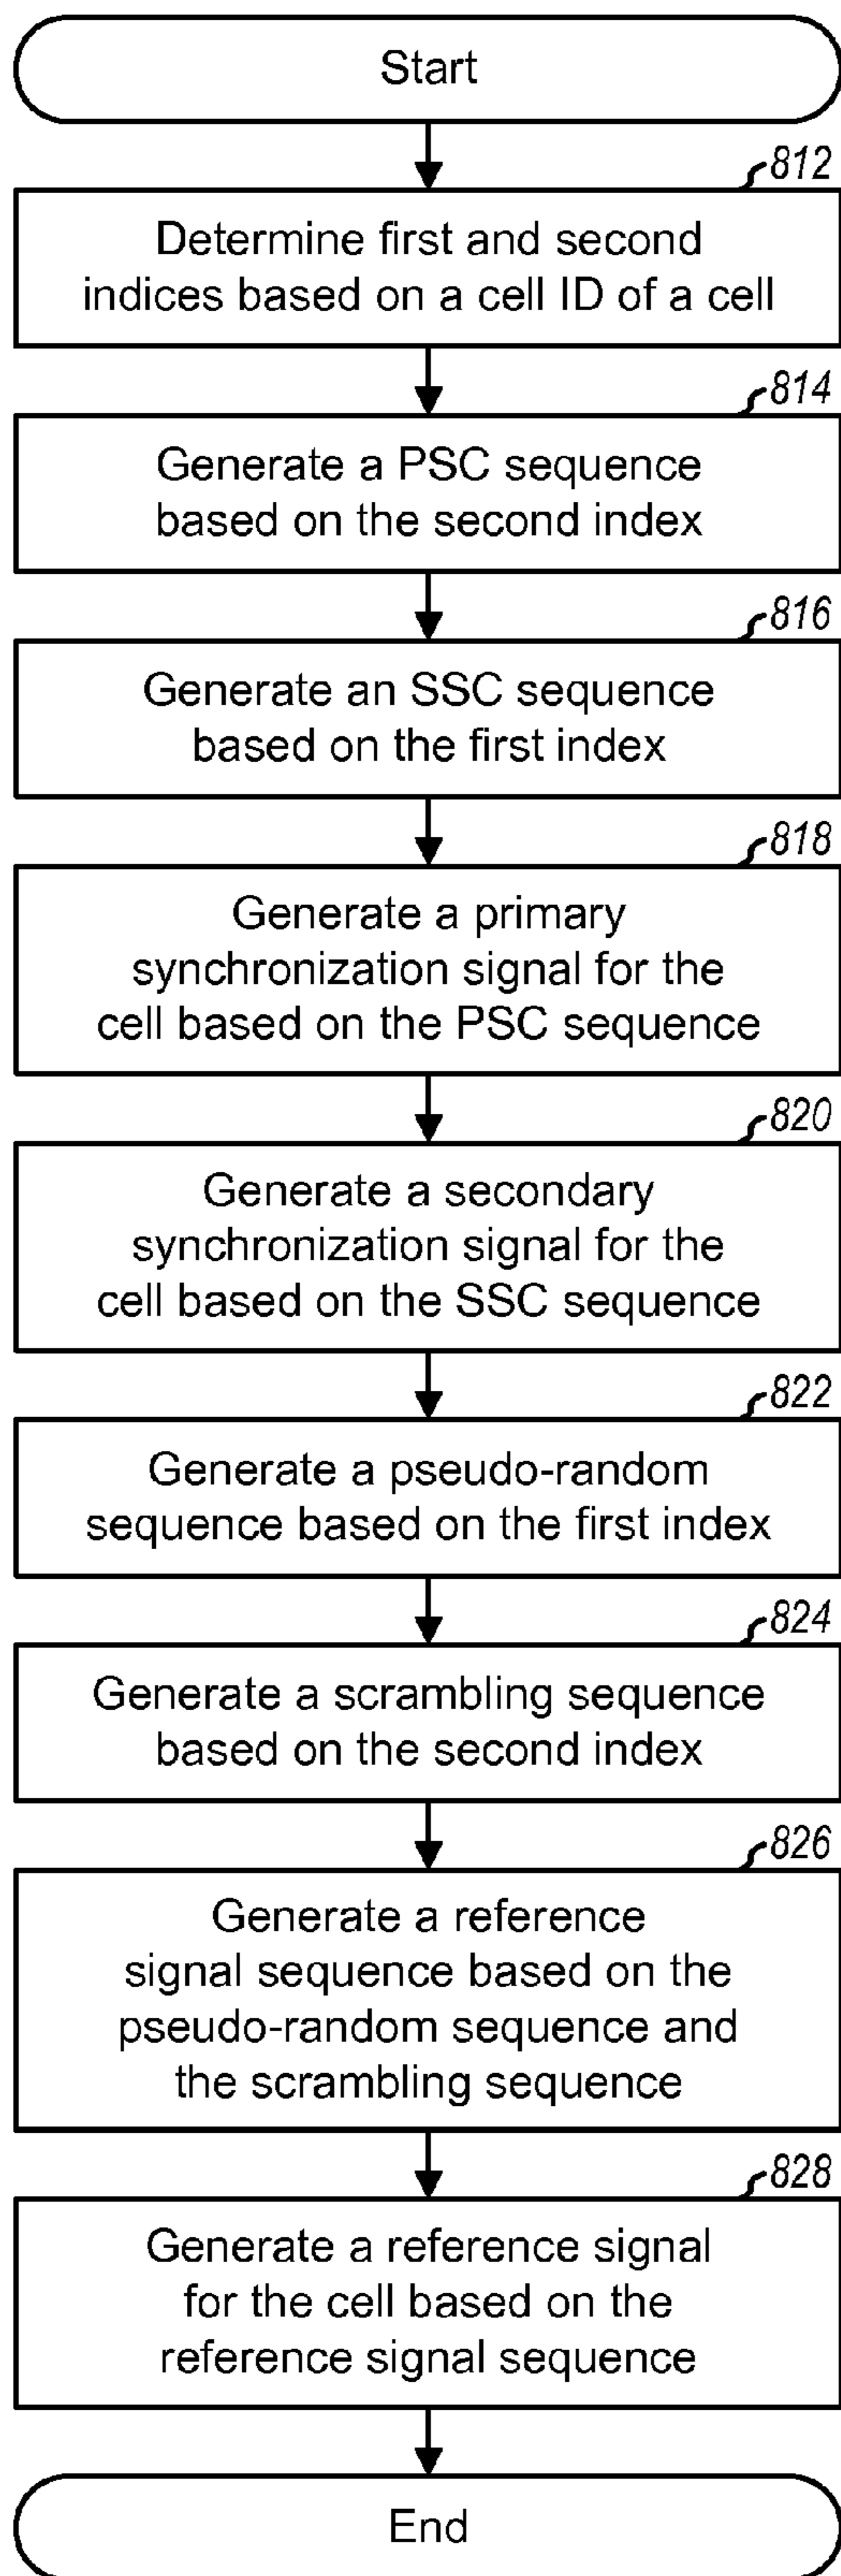 Start
812
Determine first and second
indices based on a cell ID of a cell
814
Generate a PSC sequence
based on the second index
816
Generate an SSC sequence
based on the first index
818
Generate a primary
synchronization signal for the
cell based on the PSC sequence
820
Generate a secondary
synchronization signal for the
cell based on the SSC sequence
822
Generate a pseudo-random
sequence based on the first index
824
Generate a scrambling sequence
based on the second index
826
Generate a reference
signal sequence based on the
pseudo-random sequence and
the scrambling sequence
828
Generate a reference signal
for the cell based on the
reference signal sequence
End